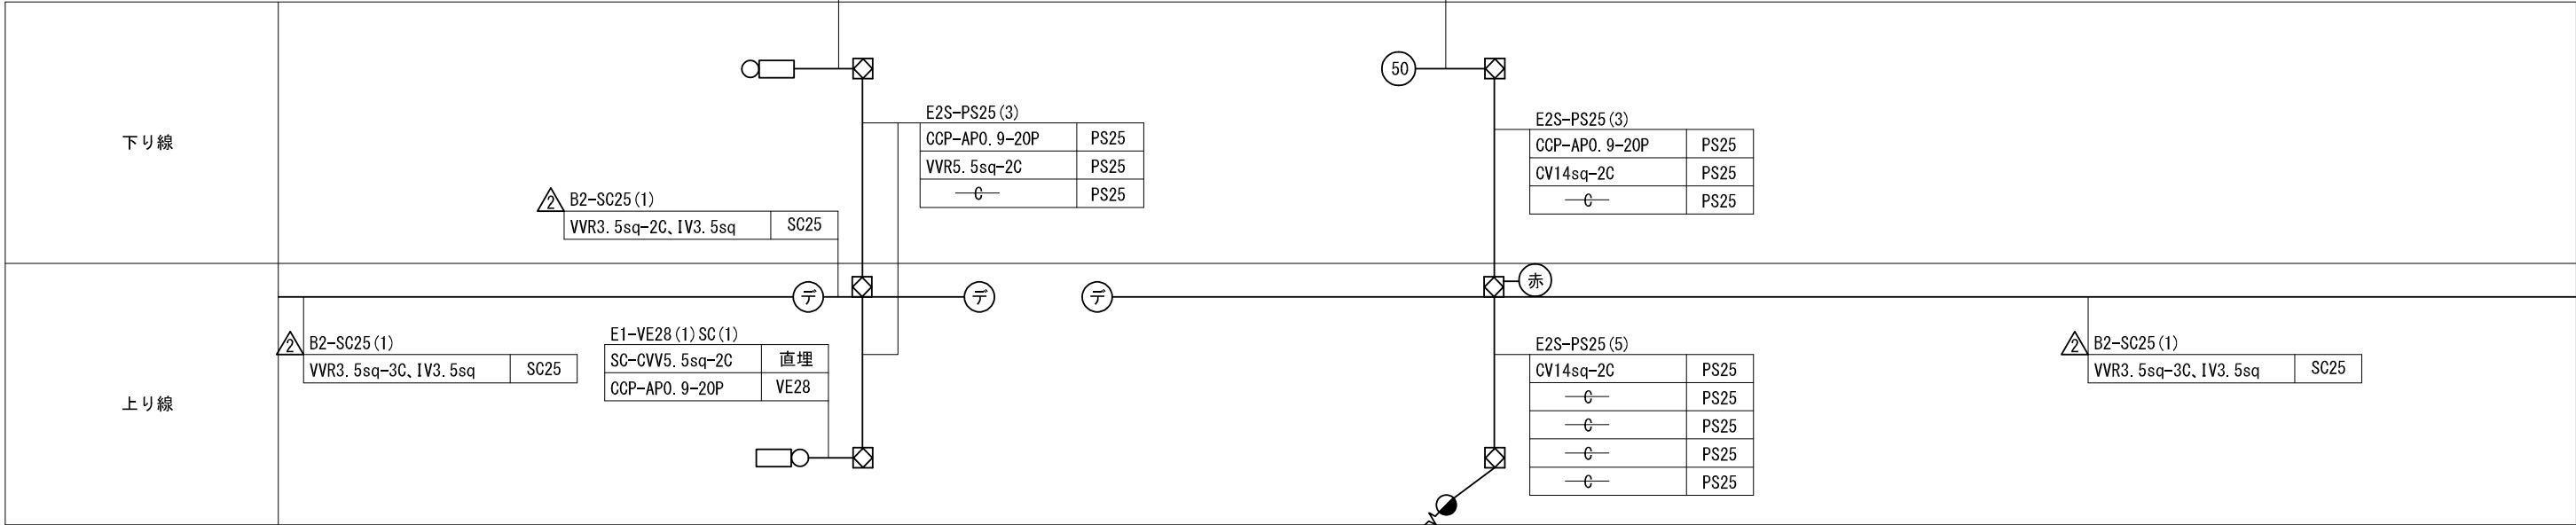 下り線
50
E2S-PS25(3)
CCP-AP0.9-20P PS25
VVR5.5sq-2C PS25
C PS25
E2S-PS25(3)
CCP-AP0.9-20P PS25
CV14sq-2C PS25
C PS25
2 B2-SC25(1)
VVR3.5sq-2C、IV3.5sq SC25
上り線
デ
デ
デ
赤
2 B2-SC25(1)
VVR3.5sq-3C、IV3.5sq SC25
E1-VE28(1)SC(1)
SC-CVV5.5sq-2C 直埋
CCP-AP0.9-20P VE28
E2S-PS25(5)
CV14sq-2C PS25
C PS25
C PS25
C PS25
C PS25
2 B2-SC25(1)
VVR3.5sq-3C、IV3.5sq SC25